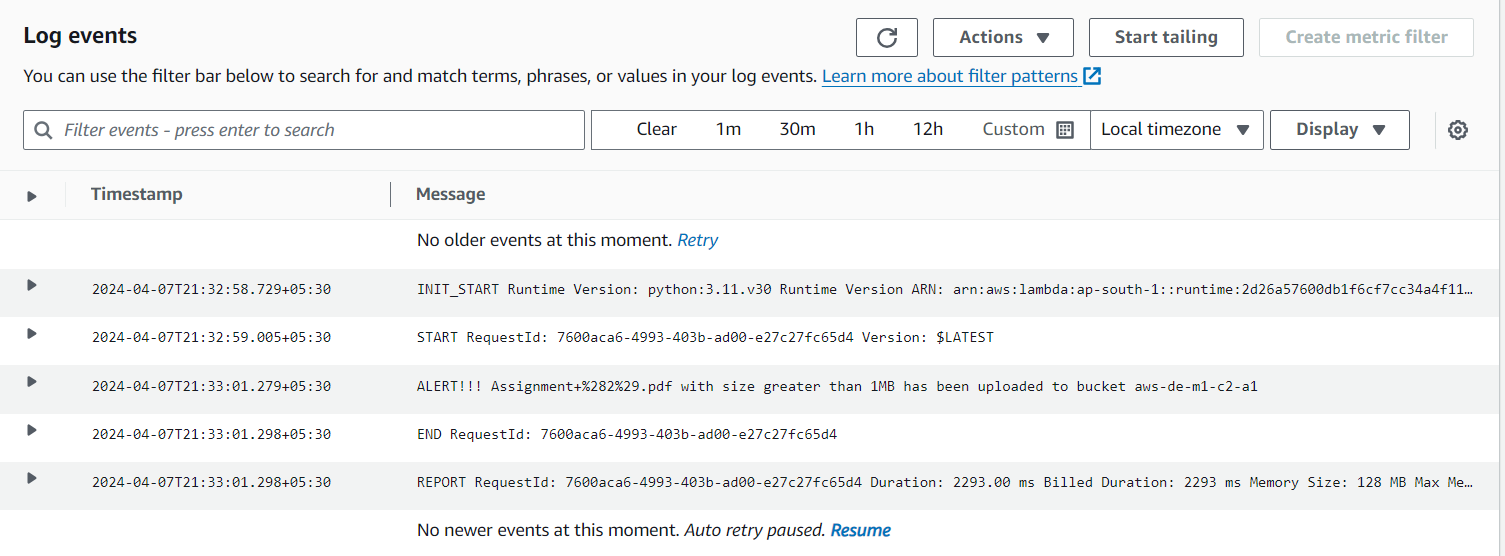 Log events
Actions
Start tailing
Create metric filter
You can use the filter bar below to search for and match terms, phrases, or values in your log events. Learn more about filter patterns
Filter events - press enter to search
Clear 1m 30m 1h 12h Custom Local timezone Display
Timestamp Message
No older events at this moment. Retry
2024-04-07T21:32:58.729+05:30 INIT_START Runtime Version: python:3.11.v30 Runtime Version ARN: arn:aws:lambda:ap-south-1::runtime:2d26a57600db1f6cf7cc34a4f11…
2024-04-07T21:32:59.005+05:30 START RequestId: 7600aca6-4993-403b-ad00-e27c27fc65d4 Version: $LATEST
2024-04-07T21:33:01.279+05:30 ALERT!!! Assignment+%282%29.pdf with size greater than 1MB has been uploaded to bucket aws-de-m1-c2-a1
2024-04-07T21:33:01.298+05:30 END RequestId: 7600aca6-4993-403b-ad00-e27c27fc65d4
2024-04-07T21:33:01.298+05:30 REPORT RequestId: 7600aca6-4993-403b-ad00-e27c27fc65d4 Duration: 2293.00 ms Billed Duration: 2293 ms Memory Size: 128 MB Max Me…
No newer events at this moment. Auto retry paused. Resume